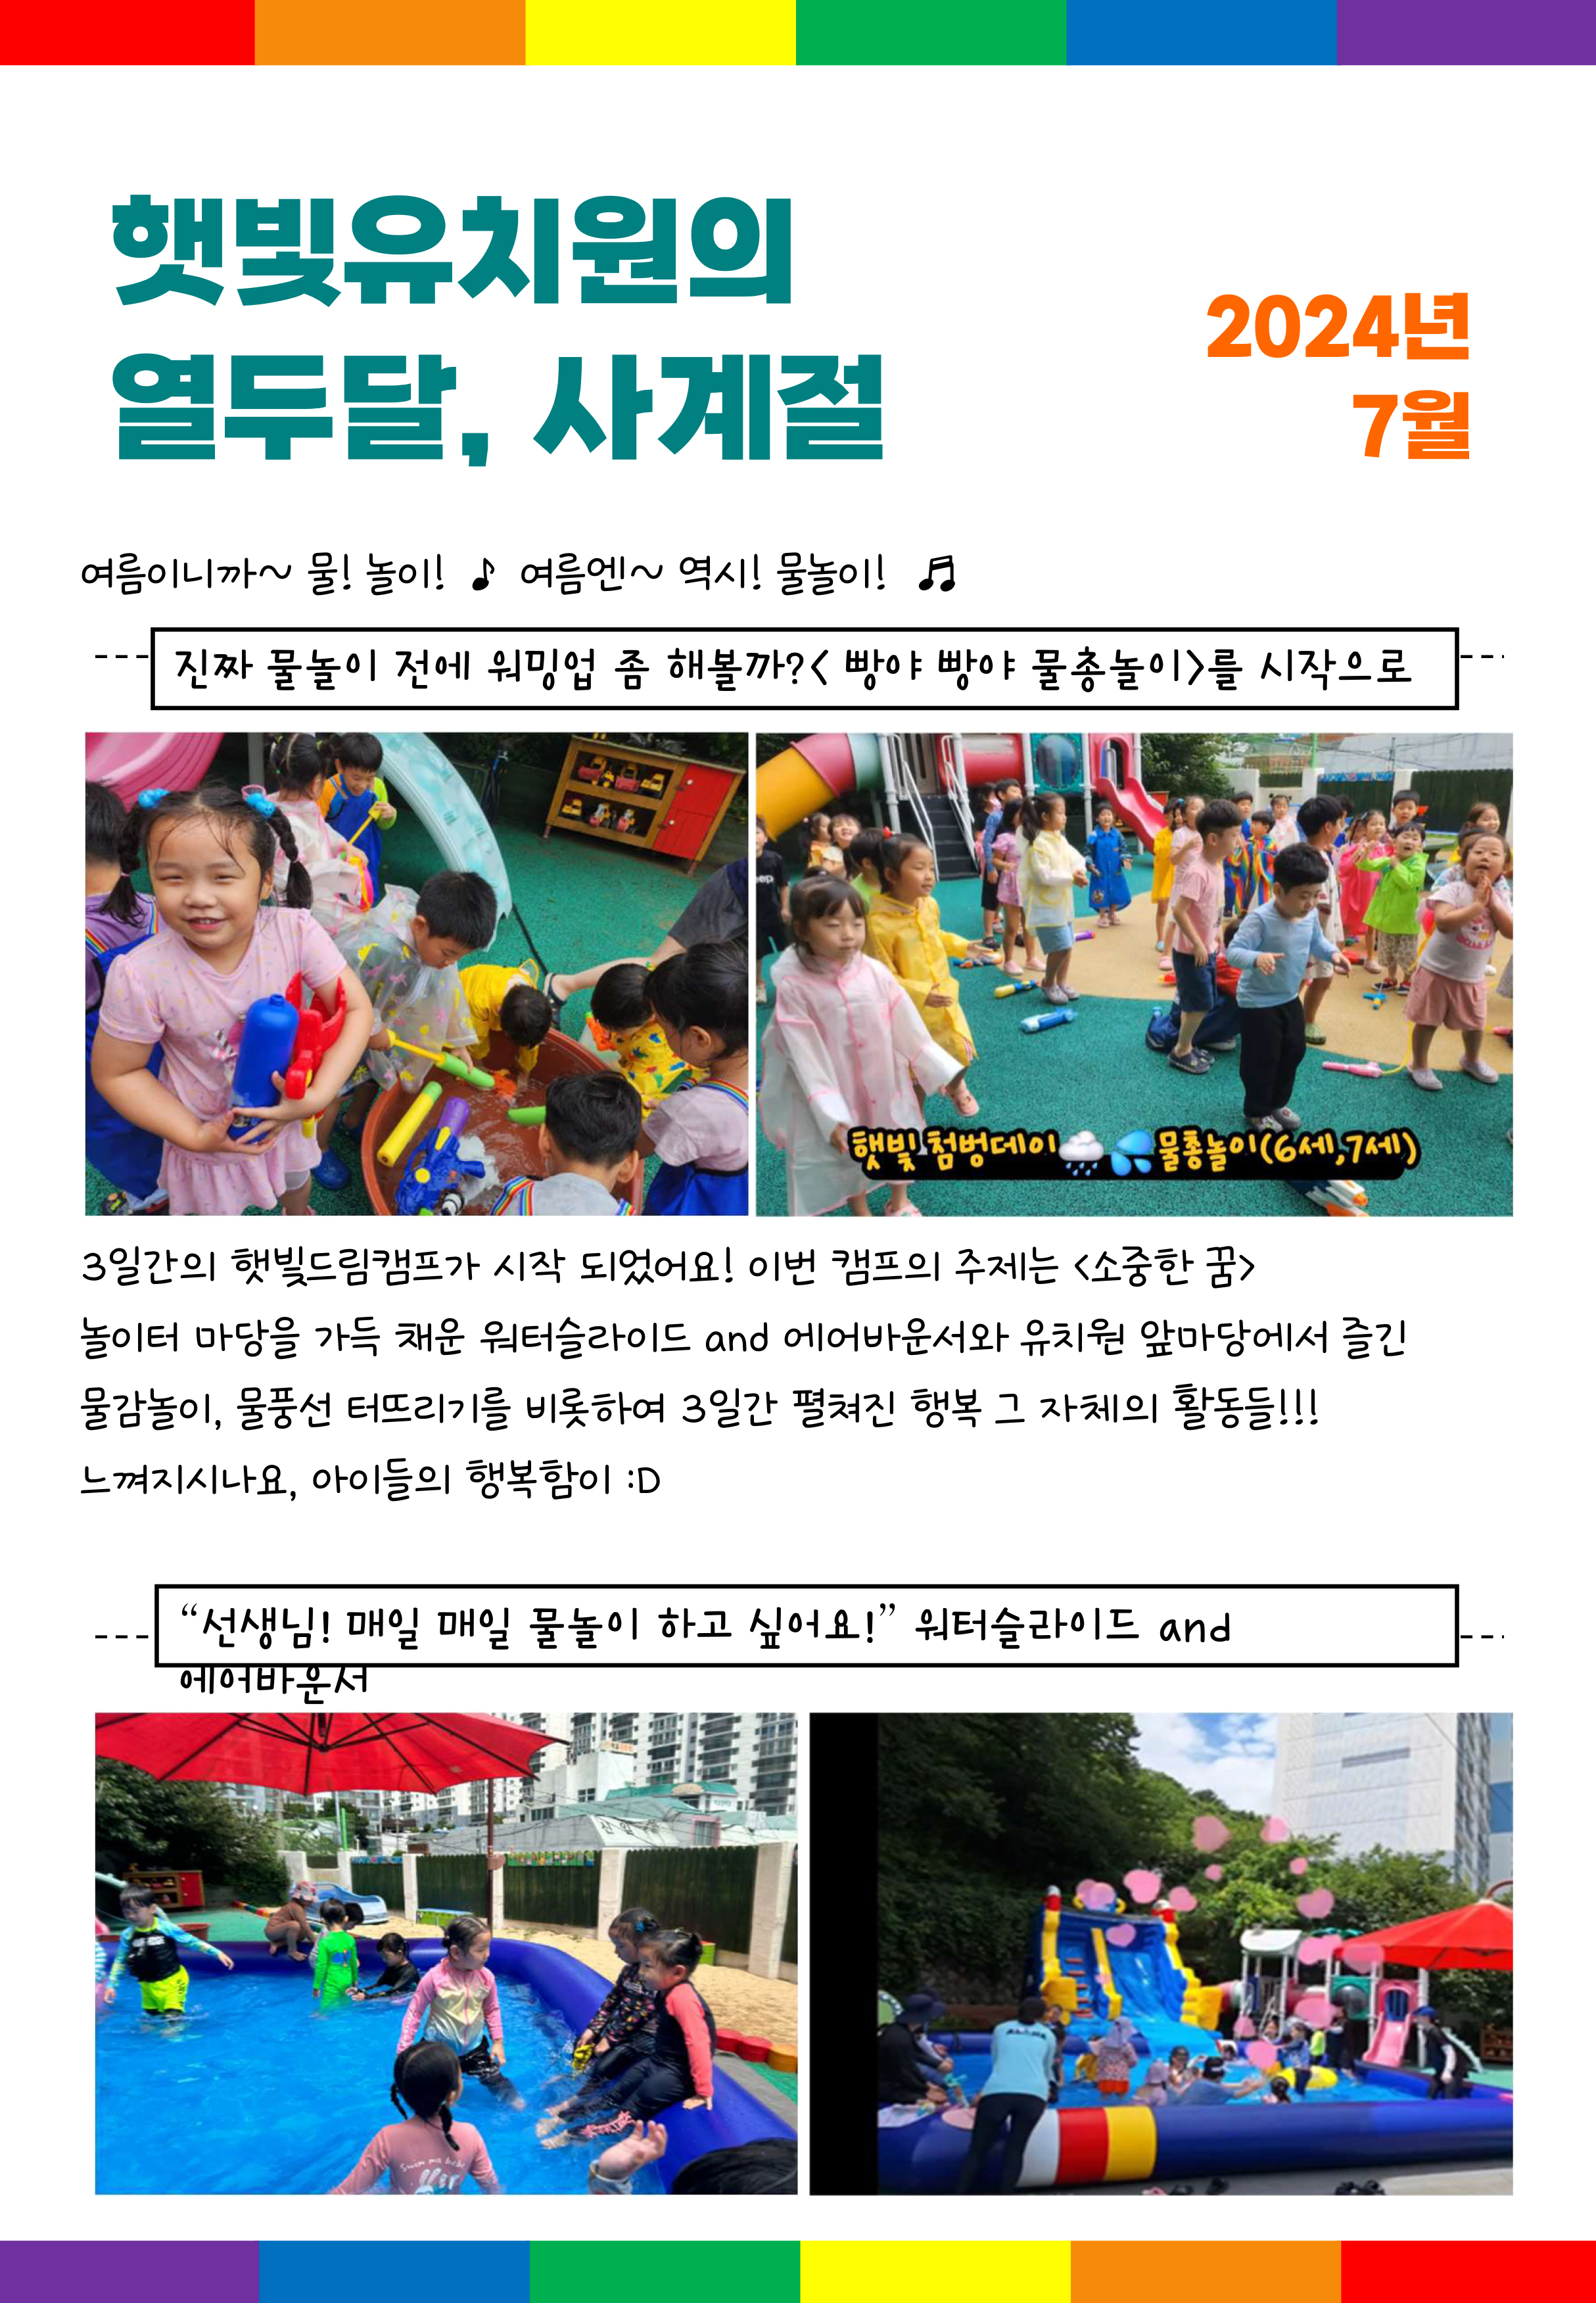 햇빛유치원의
열두달, 사계절
2024년
7월
여름이니까~ 물! 놀이! ♪ 여름엔~ 역시! 물놀이! ♬
진짜 물놀이 전에 워밍업 좀 해볼까?< 빵야 빵야 물총놀이>를 시작으로
햇빛 첨벙데이🌧️💦물총놀이(6세,7세)
3일간의 햇빛드림캠프가 시작 되었어요! 이번 캠프의 주제는 <소중한 꿈>
놀이터 마당을 가득 채운 워터슬라이드 and 에어바운서와 유치원 앞마당에서 즐긴
물감놀이, 물풍선 터뜨리기를 비롯하여 3일간 펼쳐진 행복 그 자체의 활동들!!!
느껴지시나요, 아이들의 행복함이 :D
“선생님! 매일 매일 물놀이 하고 싶어요!” 워터슬라이드 and
에어바운서